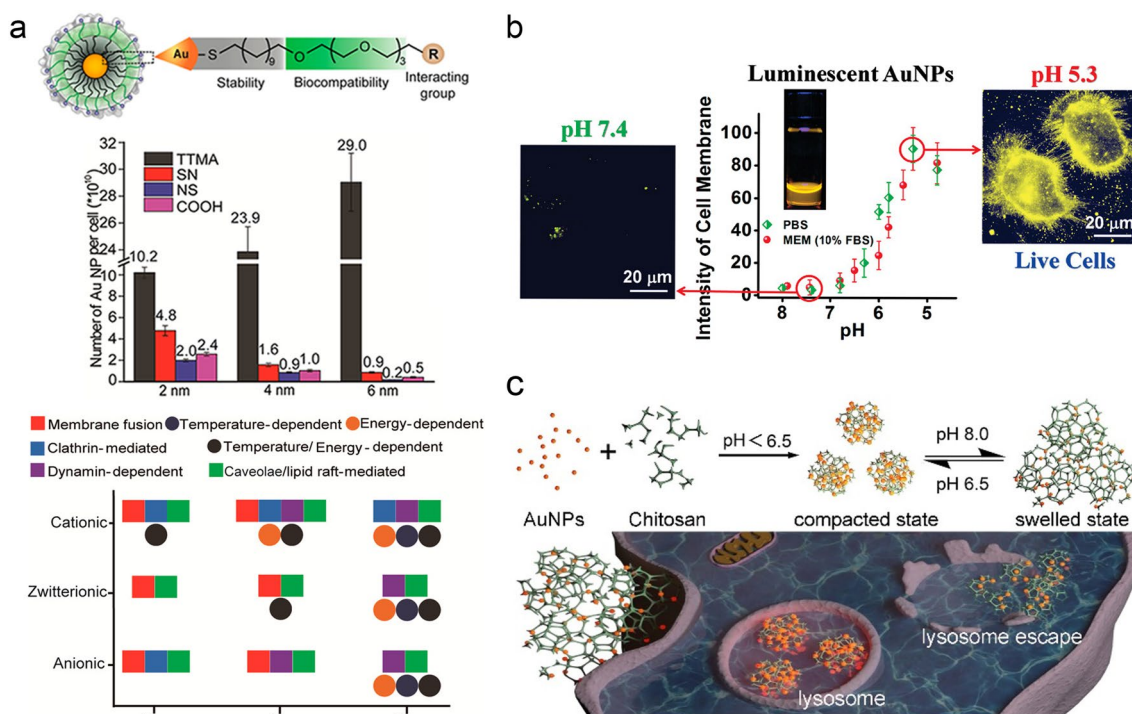 a
Au
S
9
O
O
3
R
Stability
Biocompatibility
Interacting
group
Number of Au NP per cell (*10¹⁰)
32
30
28
26
24
10
8
6
4
2
0
TTMA
SN
NS
COOH
10.2
4.8
2.0
2.4
23.9
1.6
0.9
1.0
29.0
0.9
0.2
0.5
2 nm
4 nm
6 nm
Membrane fusion
Temperature-dependent
Energy-dependent
Clathrin-mediated
Temperature/ Energy-dependent
Dynamin-dependent
Caveolae/lipid raft-mediated
Cationic
Zwitterionic
Anionic
b
pH 7.4
20 µm
Luminescent AuNPs
Intensity of Cell Membrane
100
80
60
40
20
0
PBS
MEM (10% FBS)
8
7
6
5
pH
pH 5.3
20 µm
Live Cells
c
+
pH < 6.5
pH 8.0
pH 6.5
AuNPs
Chitosan
compacted state
swelled state
lysosome escape
lysosome